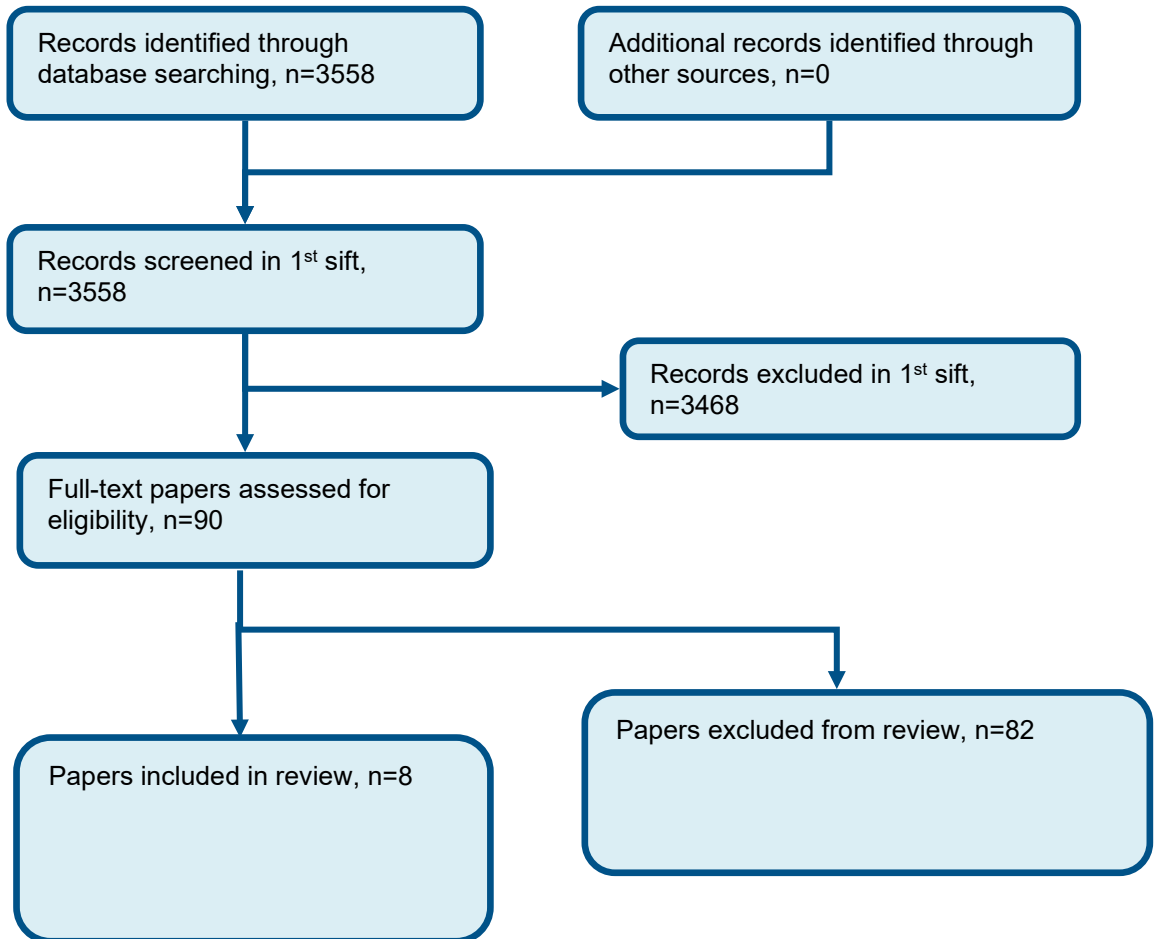 Records identified through
database searching, n=3558
Additional records identified through
other sources, n=0
Records screened in 1st sift,
n=3558
Records excluded in 1st sift,
n=3468
Full-text papers assessed for
eligibility, n=90
Papers included in review, n=8
Papers excluded from review, n=82